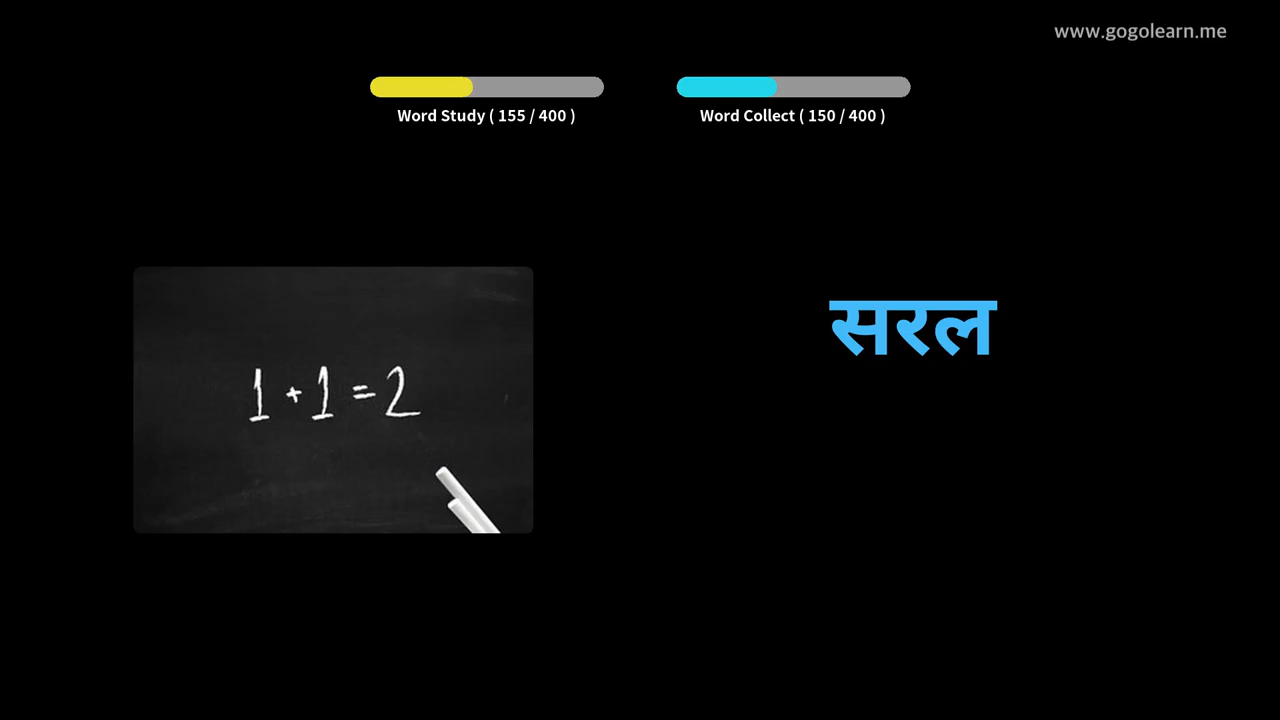 www.gogolearn.me
Word Study ( 155 / 400 )
Word Collect ( 150 / 400 )
सरल
1 + 1 = 2